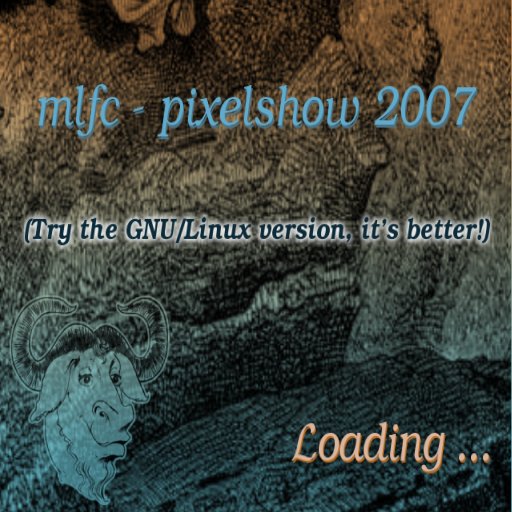 mlfc - pixelshow 2007
(Try the GNU/Linux version, it's better!)
Loading ...